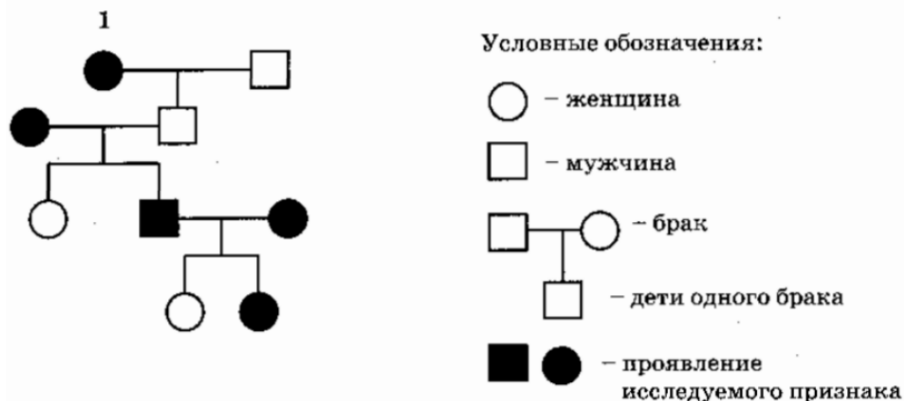 1
Условные обозначения:
– женщина
– мужчина
– брак
– дети одного брака
– проявление
исследуемого признака